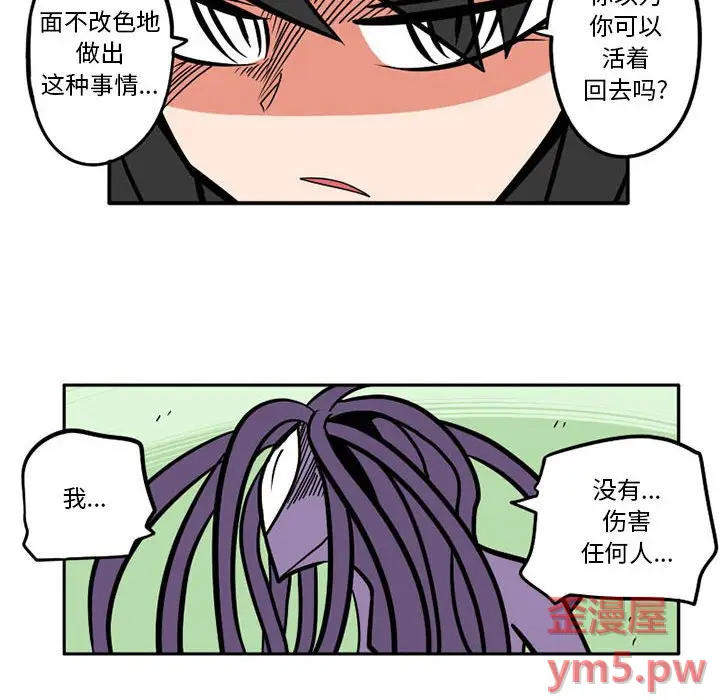 面不改色地
做出
这种事情...
你以为
你可以
活着
回去吗?
我...
没有...
伤害
任何人...
歪漫屋
ym5.pw